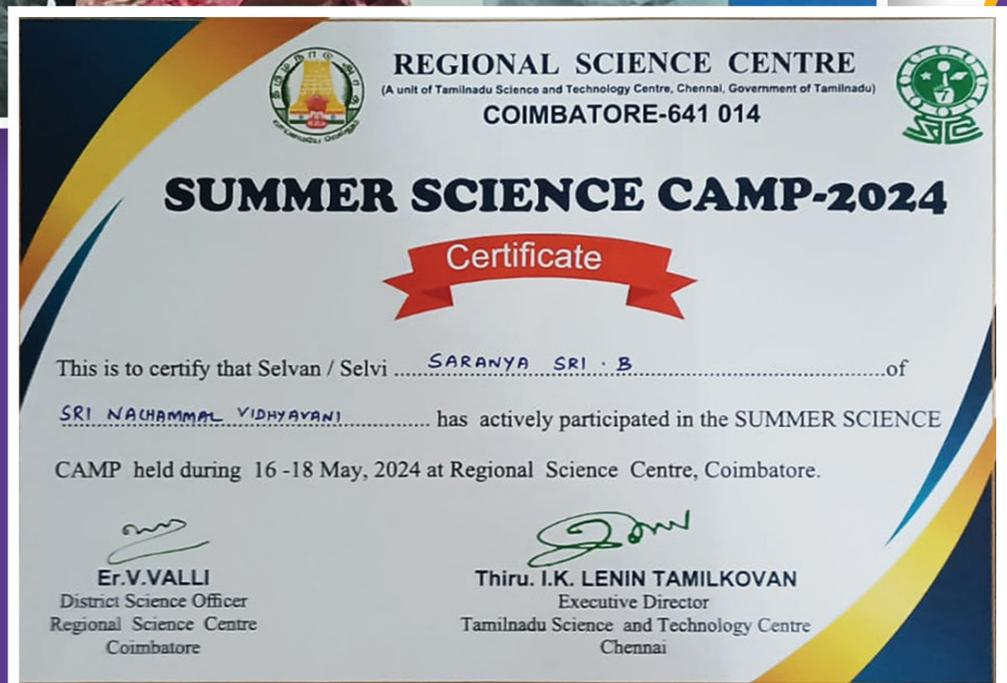 REGIONAL SCIENCE CENTRE
(A unit of Tamilnadu Science and Technology Centre, Chennai, Government of Tamilnadu)
COIMBATORE-641 014
SUMMER SCIENCE CAMP-2024
Certificate
This is to certify that Selvan / Selvi ....SARANYA SRI . B..........................................of
SRI NACHAMMAL VIDHYAVANI............ has actively participated in the SUMMER SCIENCE
CAMP held during 16 -18 May, 2024 at Regional Science Centre, Coimbatore.
Er.V.VALLI
District Science Officer
Regional Science Centre
Coimbatore
Thiru. I.K. LENIN TAMILKOVAN
Executive Director
Tamilnadu Science and Technology Centre
Chennai